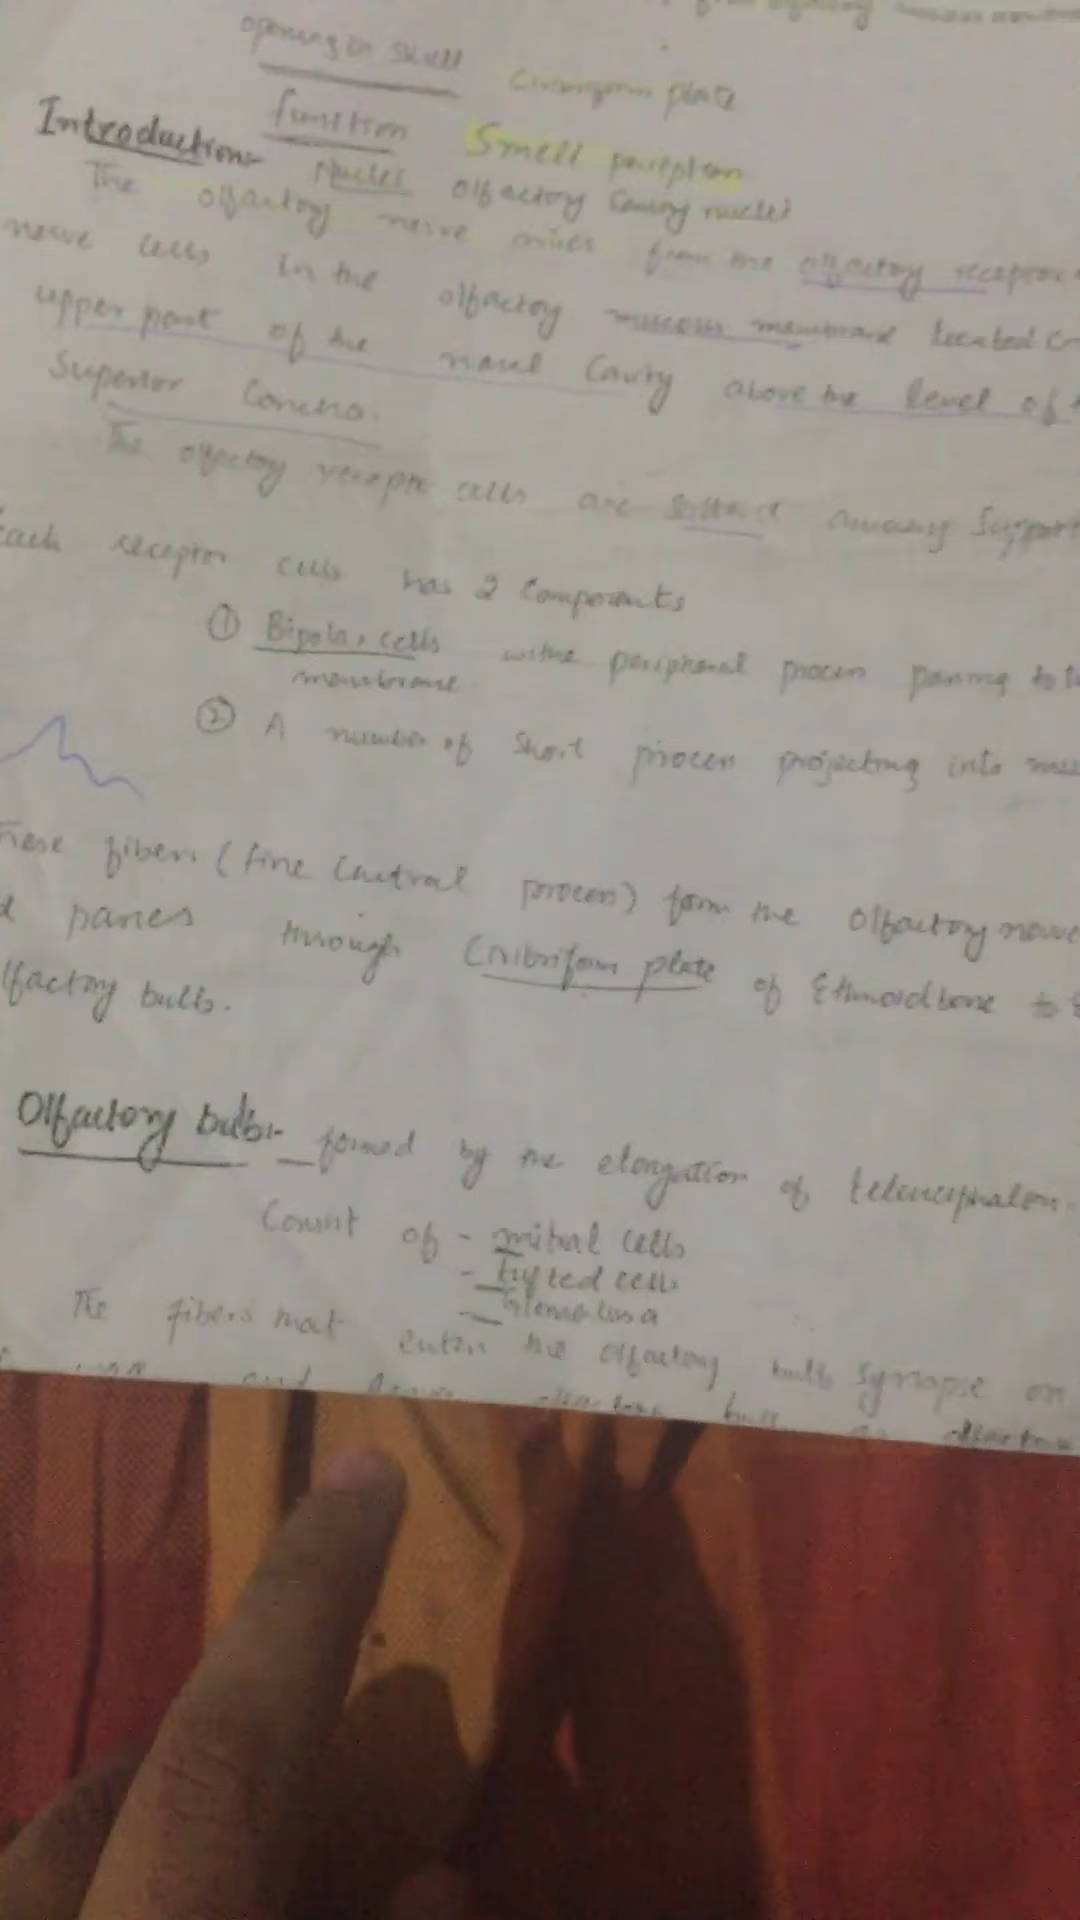 opening in skull Cribriform plate
function Smell perception
Introduction:-
Nuclei olfactory Sensory nuclei
The olfactory nerve arises from the olfactory receptor
nerve cells in the olfactory mucous membrane located in
upper part of the nasal Cavity above the level of
Superior Concha.
The olfactory receptor cells are among Support
Each receptor cells has 2 Components
① Bipolar cells with peripheral process passing to
membrane
② A number of Short process projecting into
These fibers (fine Central process) form the Olfactory nerve
passes through Cribriform plate of Ethmoid bone to
olfactory bulb.
Olfactory bulb:- formed by the elongation of telencephalon.
Consist of - mitral cells
- Tufted cells
-
The fibers that enters the olfactory bulb Synapse on
and